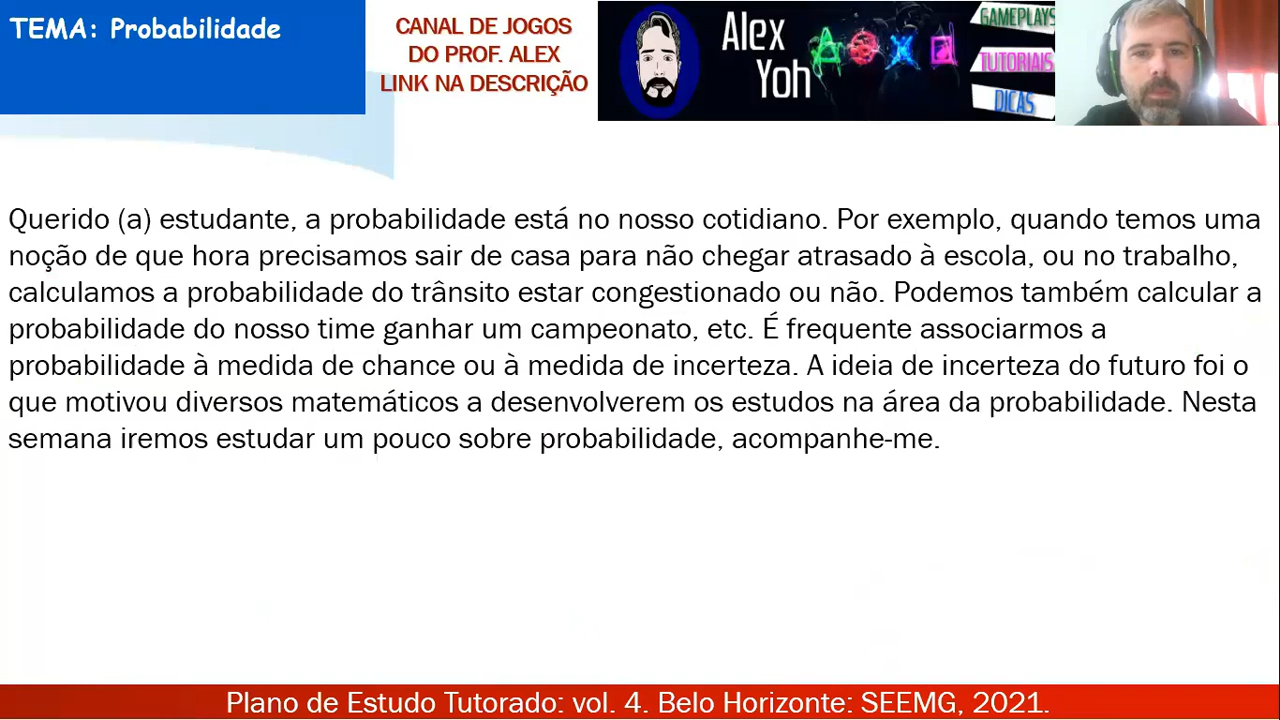 TEMA: Probabilidade
CANAL DE JOGOS
DO PROF. ALEX
LINK NA DESCRIÇÃO
Alex
Yoh
GAMEPLAYS
TUTORIAIS
DICAS
Querido (a) estudante, a probabilidade está no nosso cotidiano. Por exemplo, quando temos uma
noção de que hora precisamos sair de casa para não chegar atrasado à escola, ou no trabalho,
calculamos a probabilidade do trânsito estar congestionado ou não. Podemos também calcular a
probabilidade do nosso time ganhar um campeonato, etc. É frequente associarmos a
probabilidade à medida de chance ou à medida de incerteza. A ideia de incerteza do futuro foi o
que motivou diversos matemáticos a desenvolverem os estudos na área da probabilidade. Nesta
semana iremos estudar um pouco sobre probabilidade, acompanhe-me.
Plano de Estudo Tutorado: vol. 4. Belo Horizonte: SEEMG, 2021.